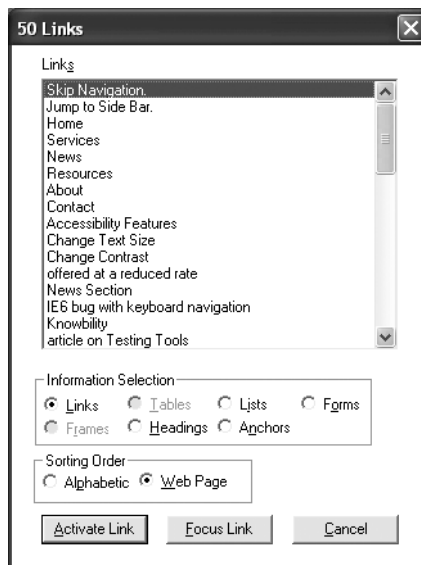 50 Links
Links
Skip Navigation.
Jump to Side Bar.
Home
Services
News
Resources
About
Contact
Accessibility Features
Change Text Size
Change Contrast
offered at a reduced rate
News Section
IE6 bug with keyboard navigation
Knowbility
article on Testing Tools
Information Selection
Links Tables Lists Forms
Frames Headings Anchors
Sorting Order
Alphabetic Web Page
Activate Link Focus Link Cancel